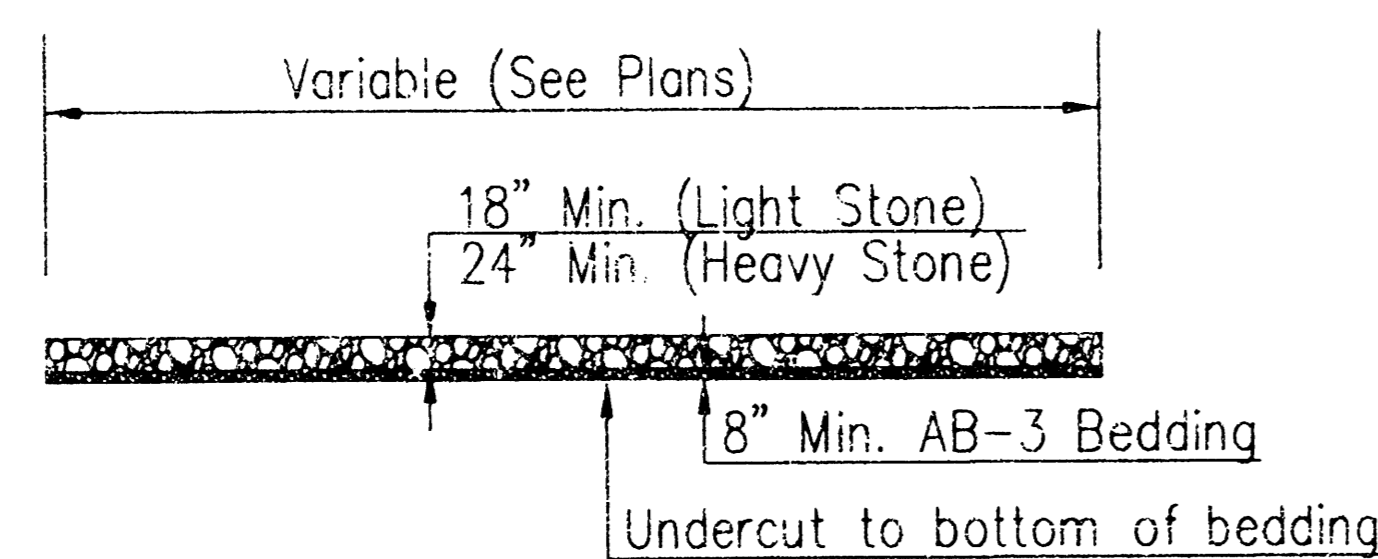 Variable (See Plans)
18” Min. (Light Stone)
24” Min. (Heavy Stone)
8” Min. AB-3 Bedding
Undercut to bottom of bedding